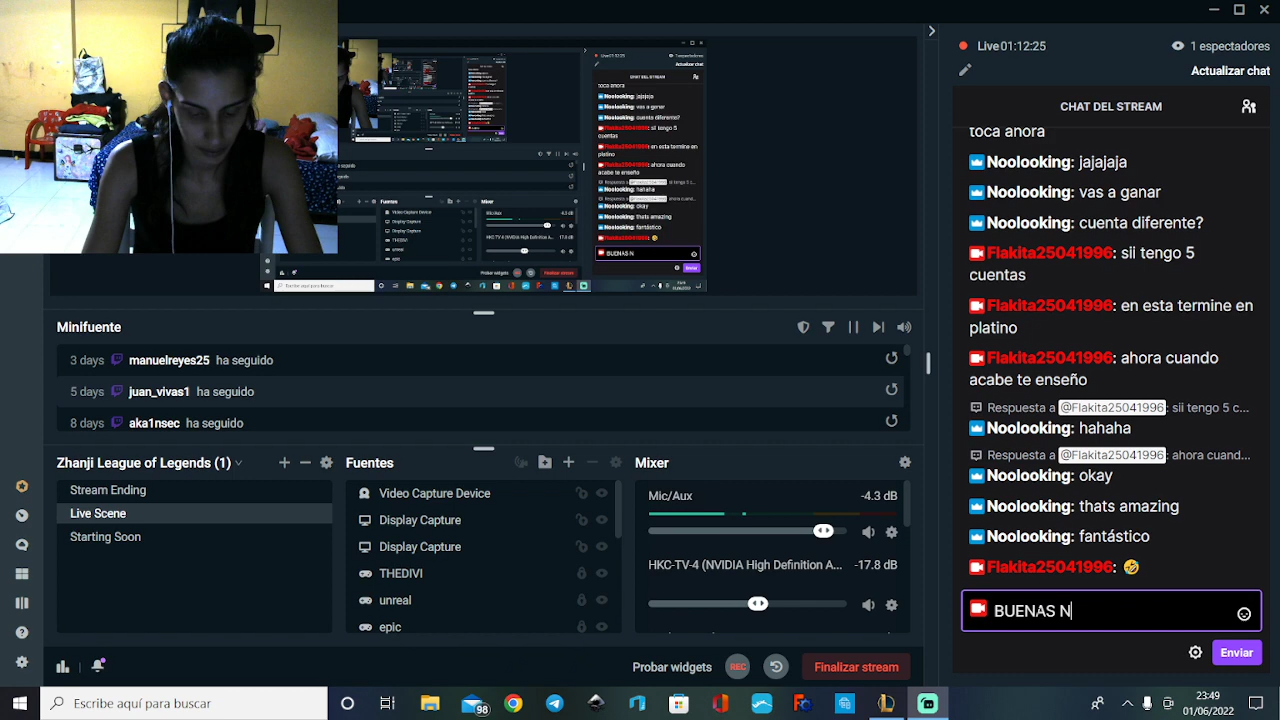 Live 01:12:25
espectadores
Actualizar chat
CHAT DEL STREAM
toca anora
Noolooking: jajajaja
Noolooking: vas a ganar
Noolooking: cuenta diferente?
Flakita25041996: sii tengo 5
cuentas
Flakita25041996: en esta termine en
platino
Flakita25041996: ahora cuando
acabe te enseño
Respuesta a @Flakita25041996: sii tengo 5 c...
Noolooking: hahaha
Respuesta a @Flakita25041996: ahora cuand...
Noolooking: okay
Noolooking: thats amazing
Noolooking: fantástico
Flakita25041996: 🤣
BUENAS N
Enviar
Minifuente
3 days manuelreyes25 ha seguido
5 days juan_vivas1 ha seguido
8 days aka1nsec ha seguido
Zhanji League of Legends (1)
Stream Ending
Live Scene
Starting Soon
Fuentes
Video Capture Device
Display Capture
Display Capture
THEDIVI
unreal
epic
Mixer
Mic/Aux -4.3 dB
HKC-TV-4 (NVIDIA High Definition A... -17.8 dB
Probar widgets
REC
Finalizar stream
Escribe aquí para buscar
98
23:49
01/06/2022